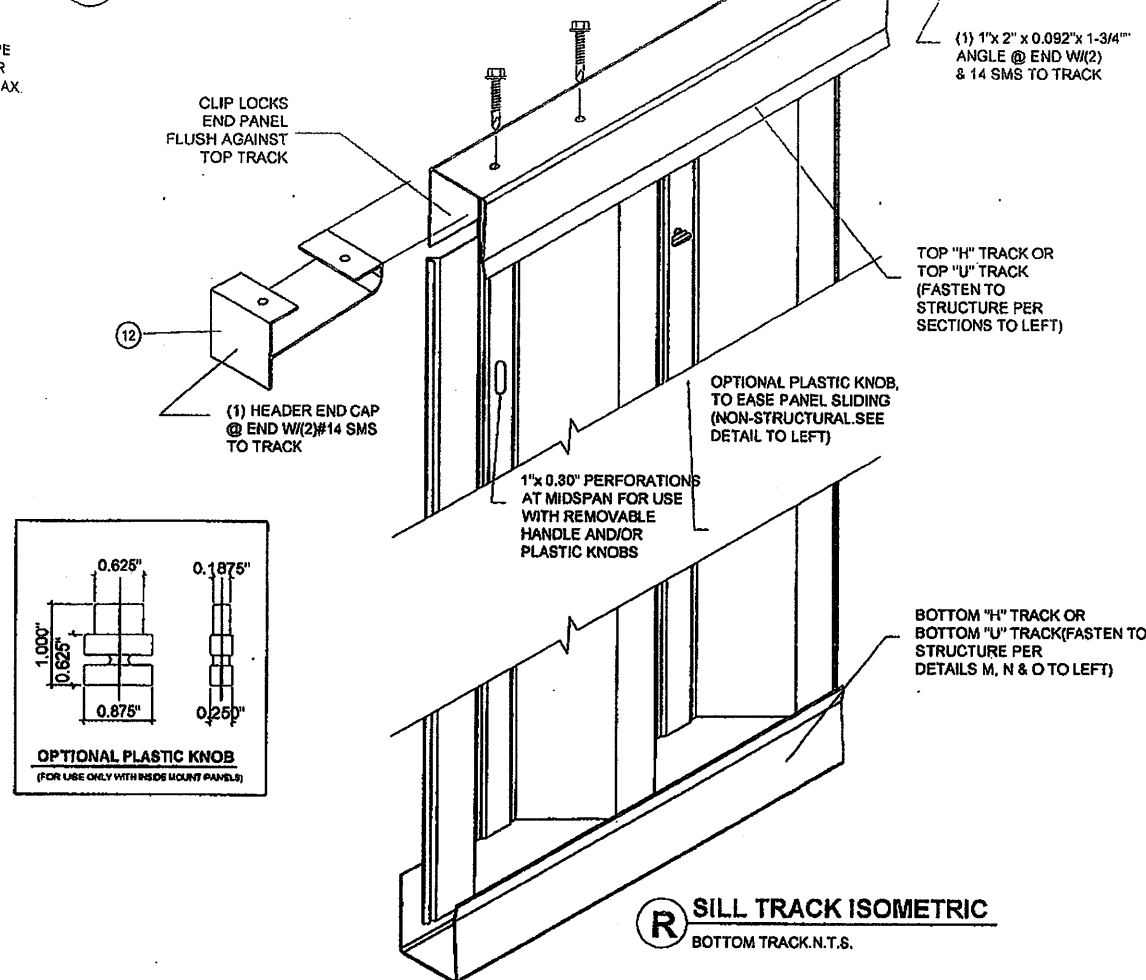 PE
R
AX.
(1) 1"x 2" x 0.092"x 1-3/4""
ANGLE @ END W/(2)
& 14 SMS TO TRACK
CLIP LOCKS
END PANEL
FLUSH AGAINST
TOP TRACK
TOP "H" TRACK OR
TOP "U" TRACK
(FASTEN TO
STRUCTURE PER
SECTIONS TO LEFT)
12
(1) HEADER END CAP
@ END W/(2)#14 SMS
TO TRACK
OPTIONAL PLASTIC KNOB,
TO EASE PANEL SLIDING
(NON-STRUCTURAL.SEE
DETAIL TO LEFT)
1"x 0.30" PERFORATIONS
AT MIDSPAN FOR USE
WITH REMOVABLE
HANDLE AND/OR
PLASTIC KNOBS
0.625"
0.1875"
1.000"
0.625"
0.875"
0.250"
OPTIONAL PLASTIC KNOB
(FOR USE ONLY WITH INSIDE MOUNT PANELS)
BOTTOM "H" TRACK OR
BOTTOM "U" TRACK(FASTEN TO
STRUCTURE PER
DETAILS M, N & O TO LEFT)
R SILL TRACK ISOMETRIC
BOTTOM TRACK.N.T.S.